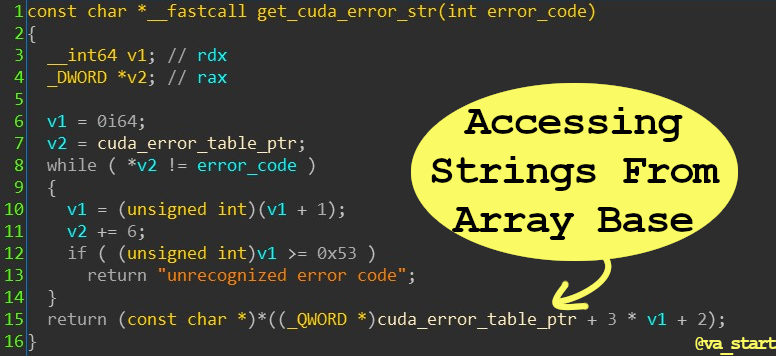 1 const char *__fastcall get_cuda_error_str(int error_code)
2 {
3   __int64 v1; // rdx
4   _DWORD *v2; // rax
5
6   v1 = 0i64;
7   v2 = cuda_error_table_ptr;
8   while ( *v2 != error_code )
9   {
10     v1 = (unsigned int)(v1 + 1);
11     v2 += 6;
12     if ( (unsigned int)v1 >= 0x53 )
13       return "unrecognized error code";
14   }
15   return (const char *)*((_QWORD *)cuda_error_table_ptr + 3 * v1 + 2);
16 }
Accessing
Strings From
Array Base
@va_start